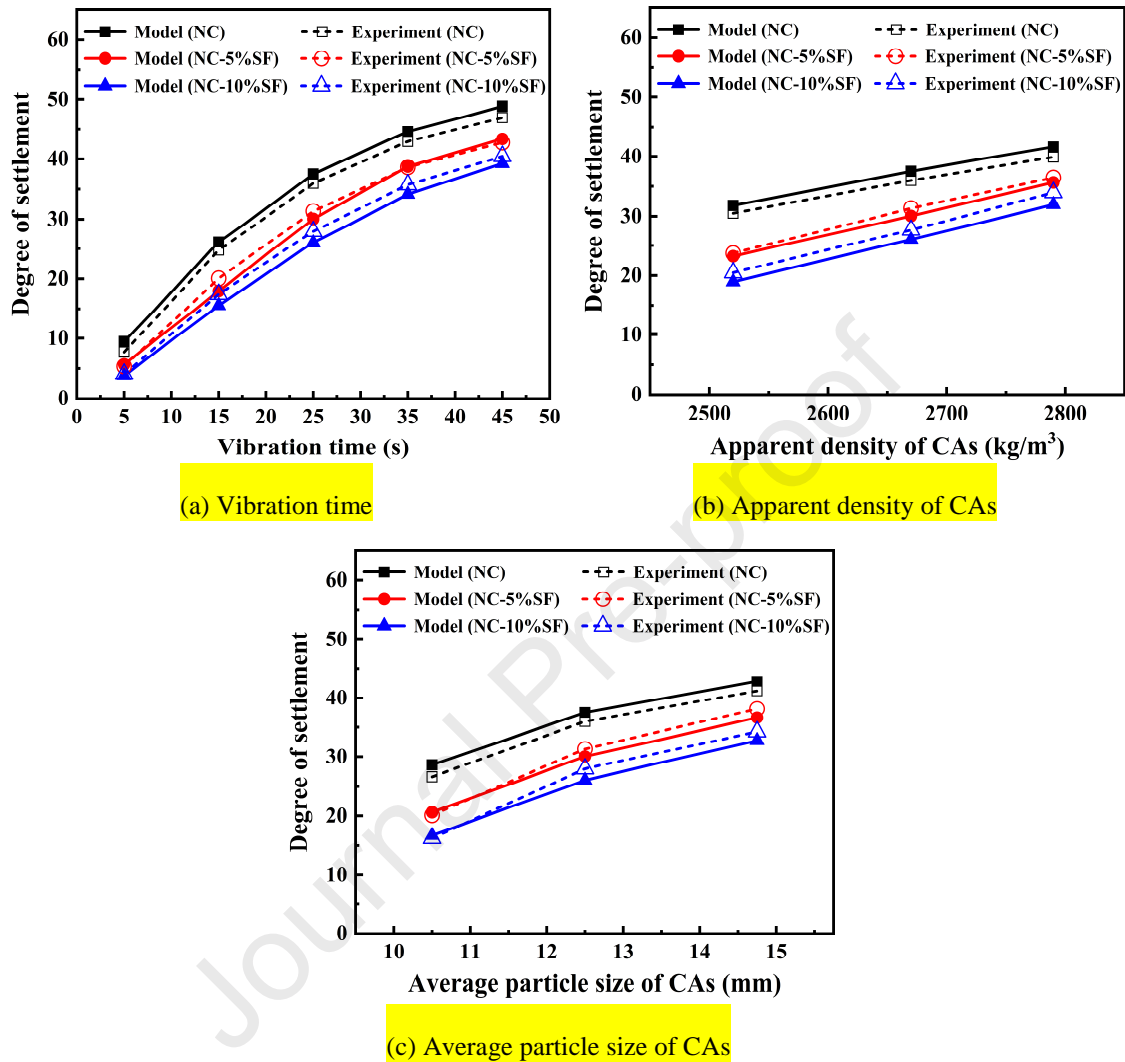 Model (NC) Experiment (NC)
Model (NC-5%SF) Experiment (NC-5%SF)
Model (NC-10%SF) Experiment (NC-10%SF)
60
50
40
30
20
10
0
Degree of settlement
0 5 10 15 20 25 30 35 40 45 50
Vibration time (s)
(a) Vibration time
Model (NC) Experiment (NC)
Model (NC-5%SF) Experiment (NC-5%SF)
Model (NC-10%SF) Experiment (NC-10%SF)
60
50
40
30
20
10
0
Degree of settlement
2500 2600 2700 2800
Apparent density of CAs (kg/m³)
(b) Apparent density of CAs
Model (NC) Experiment (NC)
Model (NC-5%SF) Experiment (NC-5%SF)
Model (NC-10%SF) Experiment (NC-10%SF)
60
50
40
30
20
10
0
Degree of settlement
10 11 12 13 14 15
Average particle size of CAs (mm)
(c) Average particle size of CAs
Journal Pre-proof